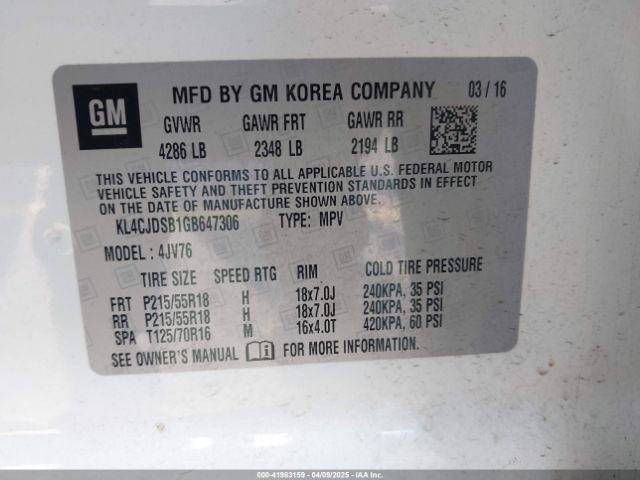 GM
MFD BY GM KOREA COMPANY 03/16
GVWR GAWR FRT GAWR RR
4286 LB 2348 LB 2194 LB
THIS VEHICLE CONFORMS TO ALL APPLICABLE U.S. FEDERAL MOTOR
VEHICLE SAFETY AND THEFT PREVENTION STANDARDS IN EFFECT
ON THE DATE OF MANUFACTURE SHOWN ABOVE.
KL4CJDSB1GB647306 TYPE: MPV
MODEL: 4JV76
TIRE SIZE SPEED RTG RIM COLD TIRE PRESSURE
FRT P215/55R18 H 18x7.0J 240KPA, 35 PSI
RR P215/55R18 H 18x7.0J 240KPA, 35 PSI
SPA T125/70R16 M 16x4.0T 420KPA, 60 PSI
SEE OWNER'S MANUAL FOR MORE INFORMATION.
000-41983159 - 04/09/2025 - IAA, Inc.